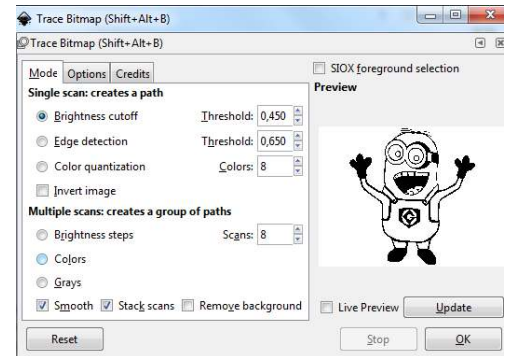 Trace Bitmap (Shift+Alt+B)
Trace Bitmap (Shift+Alt+B)
Mode Options Credits
Single scan: creates a path
Brightness cutoff Threshold: 0,450
Edge detection Threshold: 0,650
Color quantization Colors: 8
Invert image
Multiple scans: creates a group of paths
Brightness steps Scans: 8
Colors
Grays
Smooth Stack scans Remove background
Reset
SIOX foreground selection
Preview
Live Preview Update
Stop OK